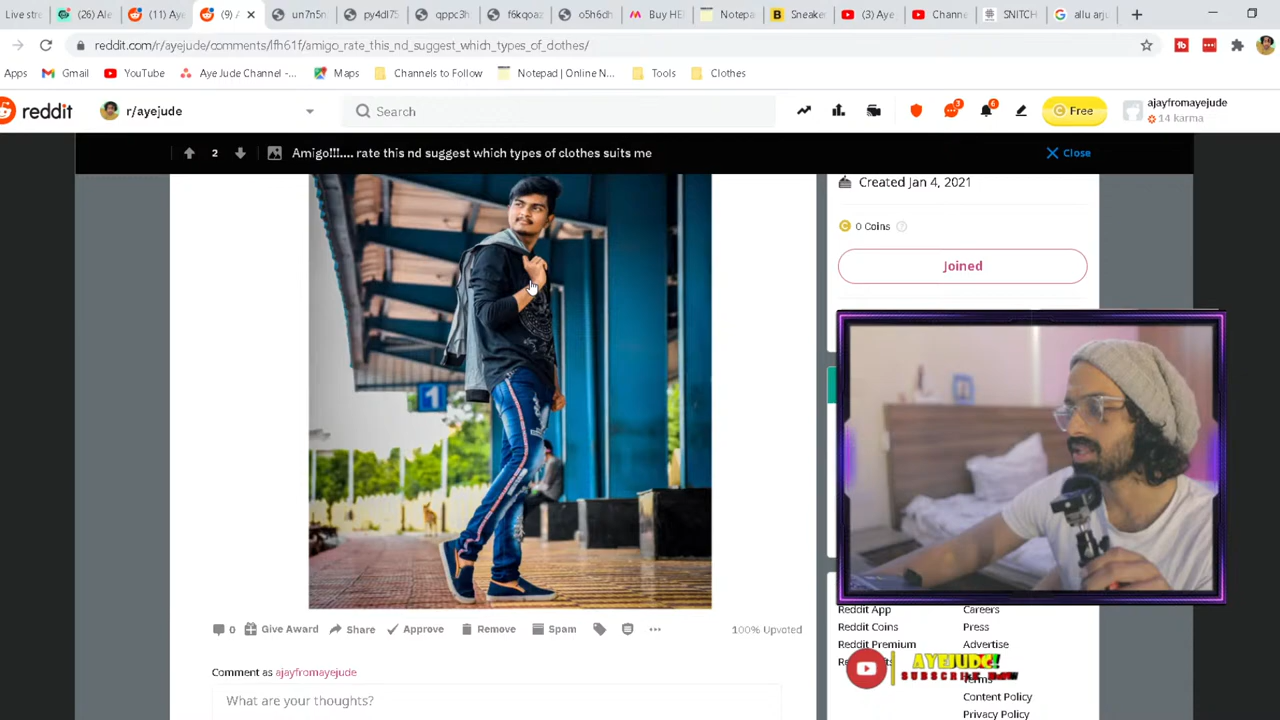 Live stre
(26) Ale
(11) Aye
(9) A
un7n5n
py4dl75
qppc3h
f6kqoaz
o5h6dh
Buy HE
Notepa
Sneaker
(3) Aye
Channe
SNITCH
allu arju
reddit.com/r/ayejude/comments/lfh61f/amigo_rate_this_nd_suggest_which_types_of_clothes/
Apps
Gmail
YouTube
Aye Jude Channel -...
Maps
Channels to Follow
Notepad | Online N...
Tools
Clothes
reddit
r/ayejude
Search
3
6
Free
ajayfromayejude
14 karma
2
Amigo!!!.... rate this nd suggest which types of clothes suits me
Close
Created Jan 4, 2021
0 Coins
Joined
1
0
Give Award
Share
Approve
Remove
Spam
100% Upvoted
Comment as ajayfromayejude
What are your thoughts?
Reddit App
Careers
Reddit Coins
Press
Reddit Premium
Advertise
AYEJUDE!
SUBSCRIBE NOW
Terms
Content Policy
Privacy Policy